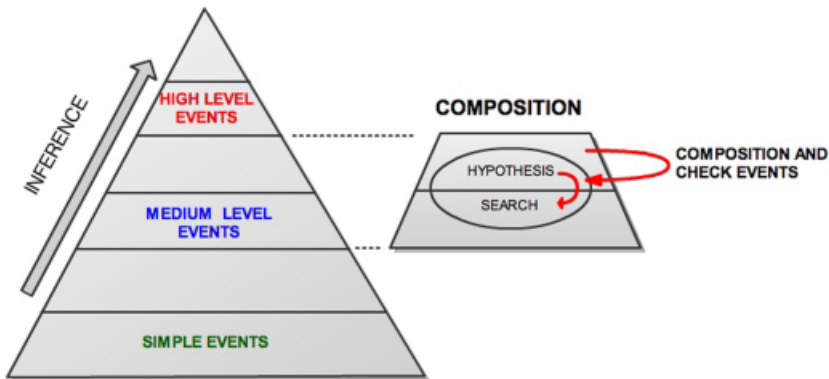 INFERENCE
HIGH LEVEL
EVENTS
MEDIUM LEVEL
EVENTS
SIMPLE EVENTS
COMPOSITION
HYPOTHESIS
SEARCH
COMPOSITION AND
CHECK EVENTS